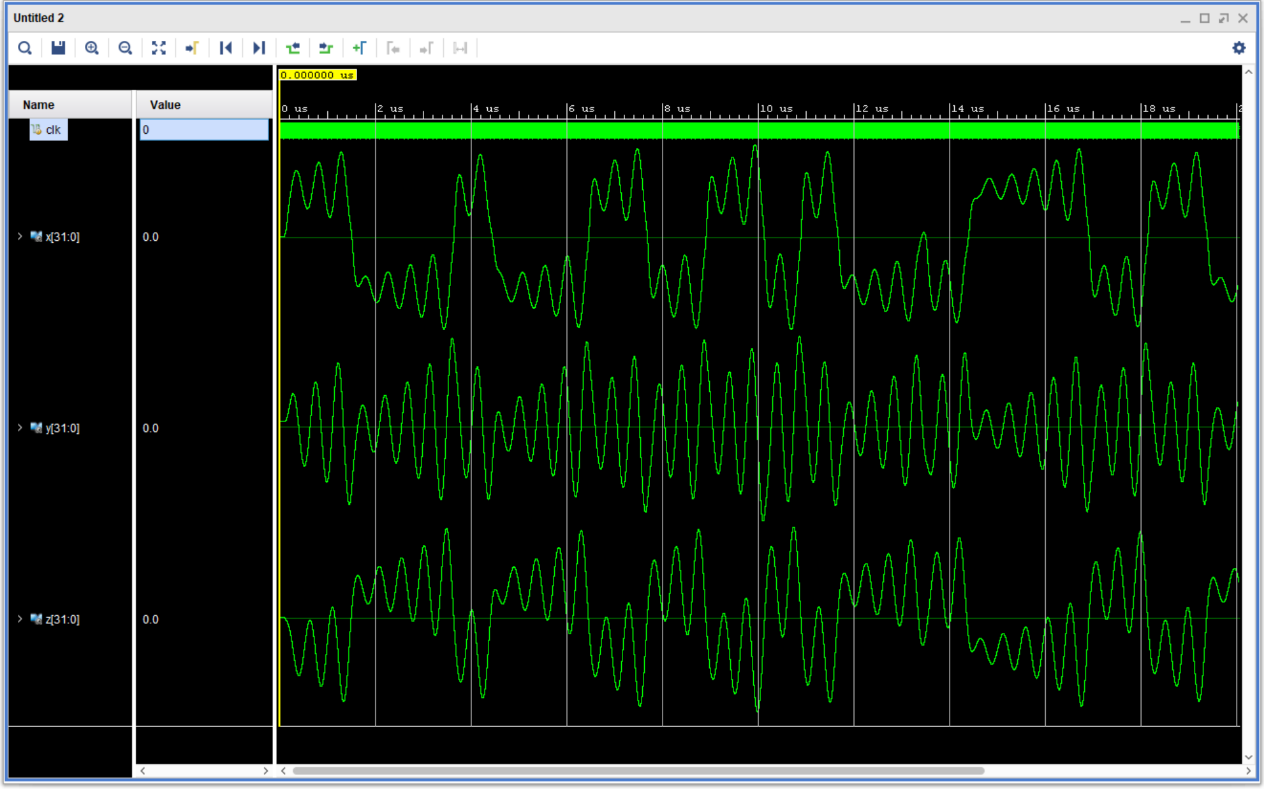 Untitled 2
0.000000 us
Name Value
0 us 2 us 4 us 6 us 8 us 10 us 12 us 14 us 16 us 18 us 2
clk 0
x[31:0] 0.0
y[31:0] 0.0
z[31:0] 0.0